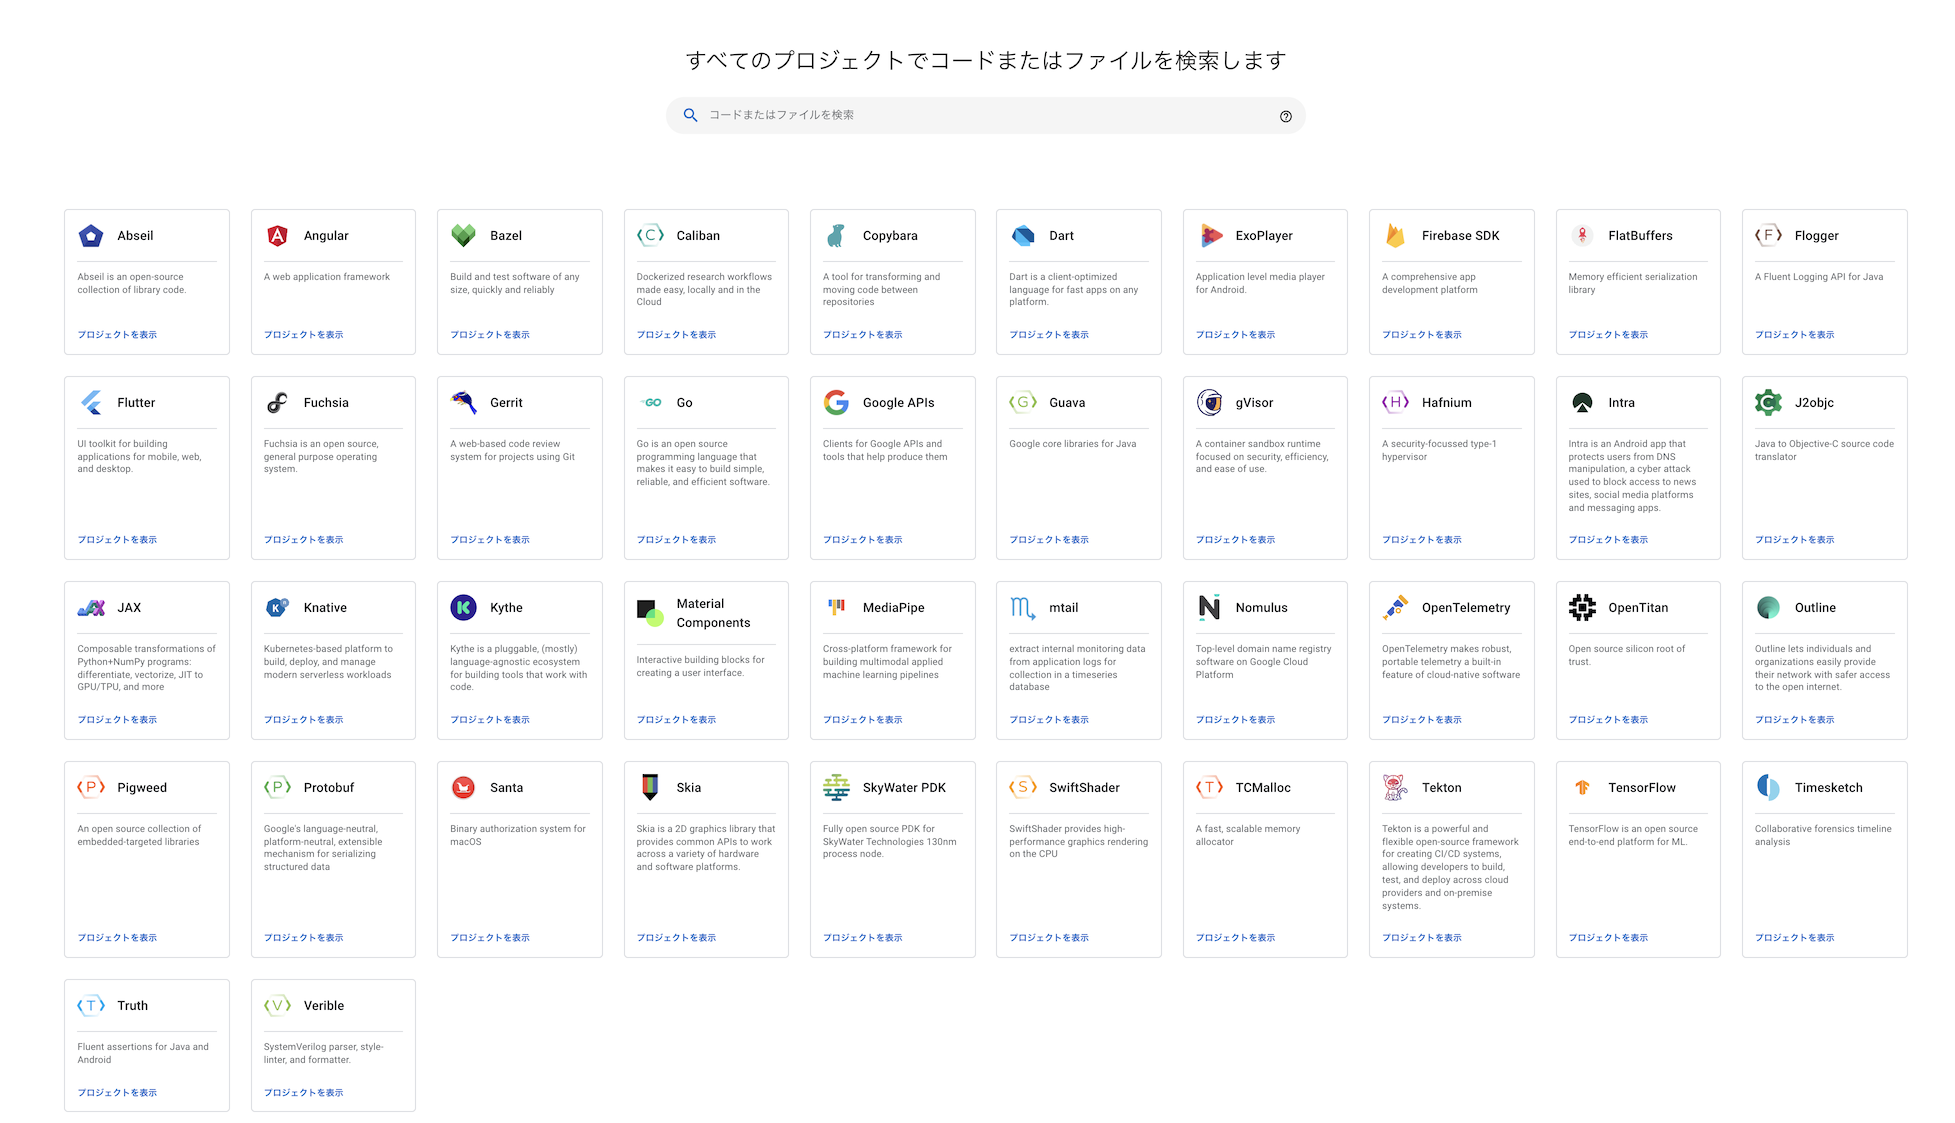 すべてのプロジェクトでコードまたはファイルを検索します
コードまたはファイルを検索
Abseil
Abseil is an open-source
collection of library code.
プロジェクトを表示
Angular
A web application framework
プロジェクトを表示
Bazel
Build and test software of any
size, quickly and reliably
プロジェクトを表示
C
Caliban
Dockerized research workflows
made easy, locally and in the
Cloud
プロジェクトを表示
Copybara
A tool for transforming and
moving code between
repositories
プロジェクトを表示
Dart
Dart is a client-optimized
language for fast apps on any
platform.
プロジェクトを表示
ExoPlayer
Application level media player
for Android.
プロジェクトを表示
Firebase SDK
A comprehensive app
development platform
プロジェクトを表示
FlatBuffers
Memory efficient serialization
library
プロジェクトを表示
F
Flogger
A Fluent Logging API for Java
プロジェクトを表示
Flutter
UI toolkit for building
applications for mobile, web,
and desktop.
プロジェクトを表示
Fuchsia
Fuchsia is an open source,
general purpose operating
system.
プロジェクトを表示
Gerrit
A web-based code review
system for projects using Git
プロジェクトを表示
GO
Go
Go is an open source
programming language that
makes it easy to build simple,
reliable, and efficient software.
プロジェクトを表示
Google APIs
Clients for Google APIs and
tools that help produce them
プロジェクトを表示
G
Guava
Google core libraries for Java
プロジェクトを表示
gVisor
A container sandbox runtime
focused on security, efficiency,
and ease of use.
プロジェクトを表示
H
Hafnium
A security-focussed type-1
hypervisor
プロジェクトを表示
Intra
Intra is an Android app that
protects users from DNS
manipulation, a cyber attack
used to block access to news
sites, social media platforms
and messaging apps.
プロジェクトを表示
J2objc
Java to Objective-C source code
translator
プロジェクトを表示
JAX
Composable transformations of
Python+NumPy programs:
differentiate, vectorize, JIT to
GPU/TPU, and more
プロジェクトを表示
Knative
Kubernetes-based platform to
build, deploy, and manage
modern serverless workloads
プロジェクトを表示
Kythe
Kythe is a pluggable, (mostly)
language-agnostic ecosystem
for building tools that work with
code.
プロジェクトを表示
Material
Components
Interactive building blocks for
creating a user interface.
プロジェクトを表示
MediaPipe
Cross-platform framework for
building multimodal applied
machine learning pipelines
プロジェクトを表示
mtail
extract internal monitoring data
from application logs for
collection in a timeseries
database
プロジェクトを表示
Nomulus
Top-level domain name registry
software on Google Cloud
Platform
プロジェクトを表示
OpenTelemetry
OpenTelemetry makes robust,
portable telemetry a built-in
feature of cloud-native software
プロジェクトを表示
OpenTitan
Open source silicon root of
trust.
プロジェクトを表示
Outline
Outline lets individuals and
organizations easily provide
their network with safer access
to the open internet.
プロジェクトを表示
P
Pigweed
An open source collection of
embedded-targeted libraries
プロジェクトを表示
P
Protobuf
Google's language-neutral,
platform-neutral, extensible
mechanism for serializing
structured data
プロジェクトを表示
Santa
Binary authorization system for
macOS
プロジェクトを表示
Skia
Skia is a 2D graphics library that
provides common APIs to work
across a variety of hardware
and software platforms.
プロジェクトを表示
SkyWater PDK
Fully open source PDK for
SkyWater Technologies 130nm
process node.
プロジェクトを表示
S
SwiftShader
SwiftShader provides high-
performance graphics rendering
on the CPU
プロジェクトを表示
T
TCMalloc
A fast, scalable memory
allocator
プロジェクトを表示
Tekton
Tekton is a powerful and
flexible open-source framework
for creating CI/CD systems,
allowing developers to build,
test, and deploy across cloud
providers and on-premise
systems.
プロジェクトを表示
TensorFlow
TensorFlow is an open source
end-to-end platform for ML.
プロジェクトを表示
Timesketch
Collaborative forensics timeline
analysis
プロジェクトを表示
T
Truth
Fluent assertions for Java and
Android
プロジェクトを表示
V
Verible
SystemVerilog parser, style-
linter, and formatter.
プロジェクトを表示